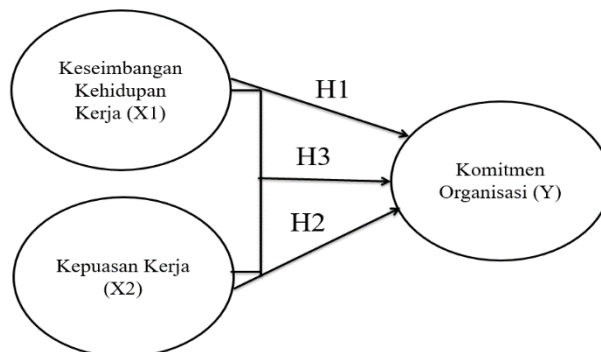 Keseimbangan
Kehidupan
Kerja (X1)
H1
H3
Komitmen
Organisasi (Y)
H2
Kepuasan Kerja
(X2)